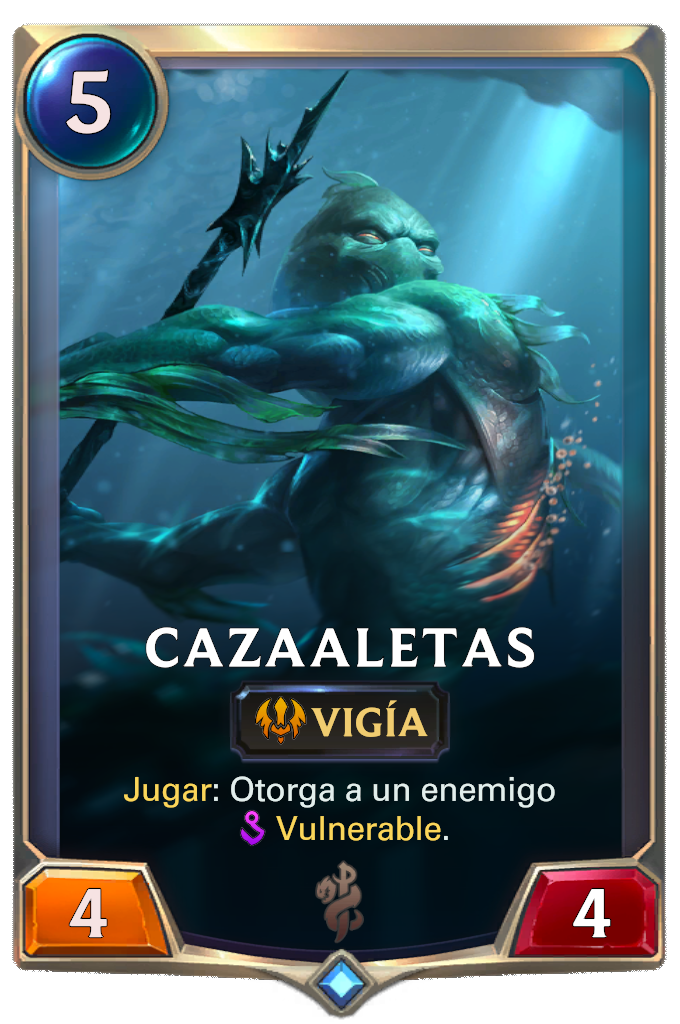 5
CAZAALETAS
VIGÍA
Jugar: Otorga a un enemigo
Vulnerable.
4
4